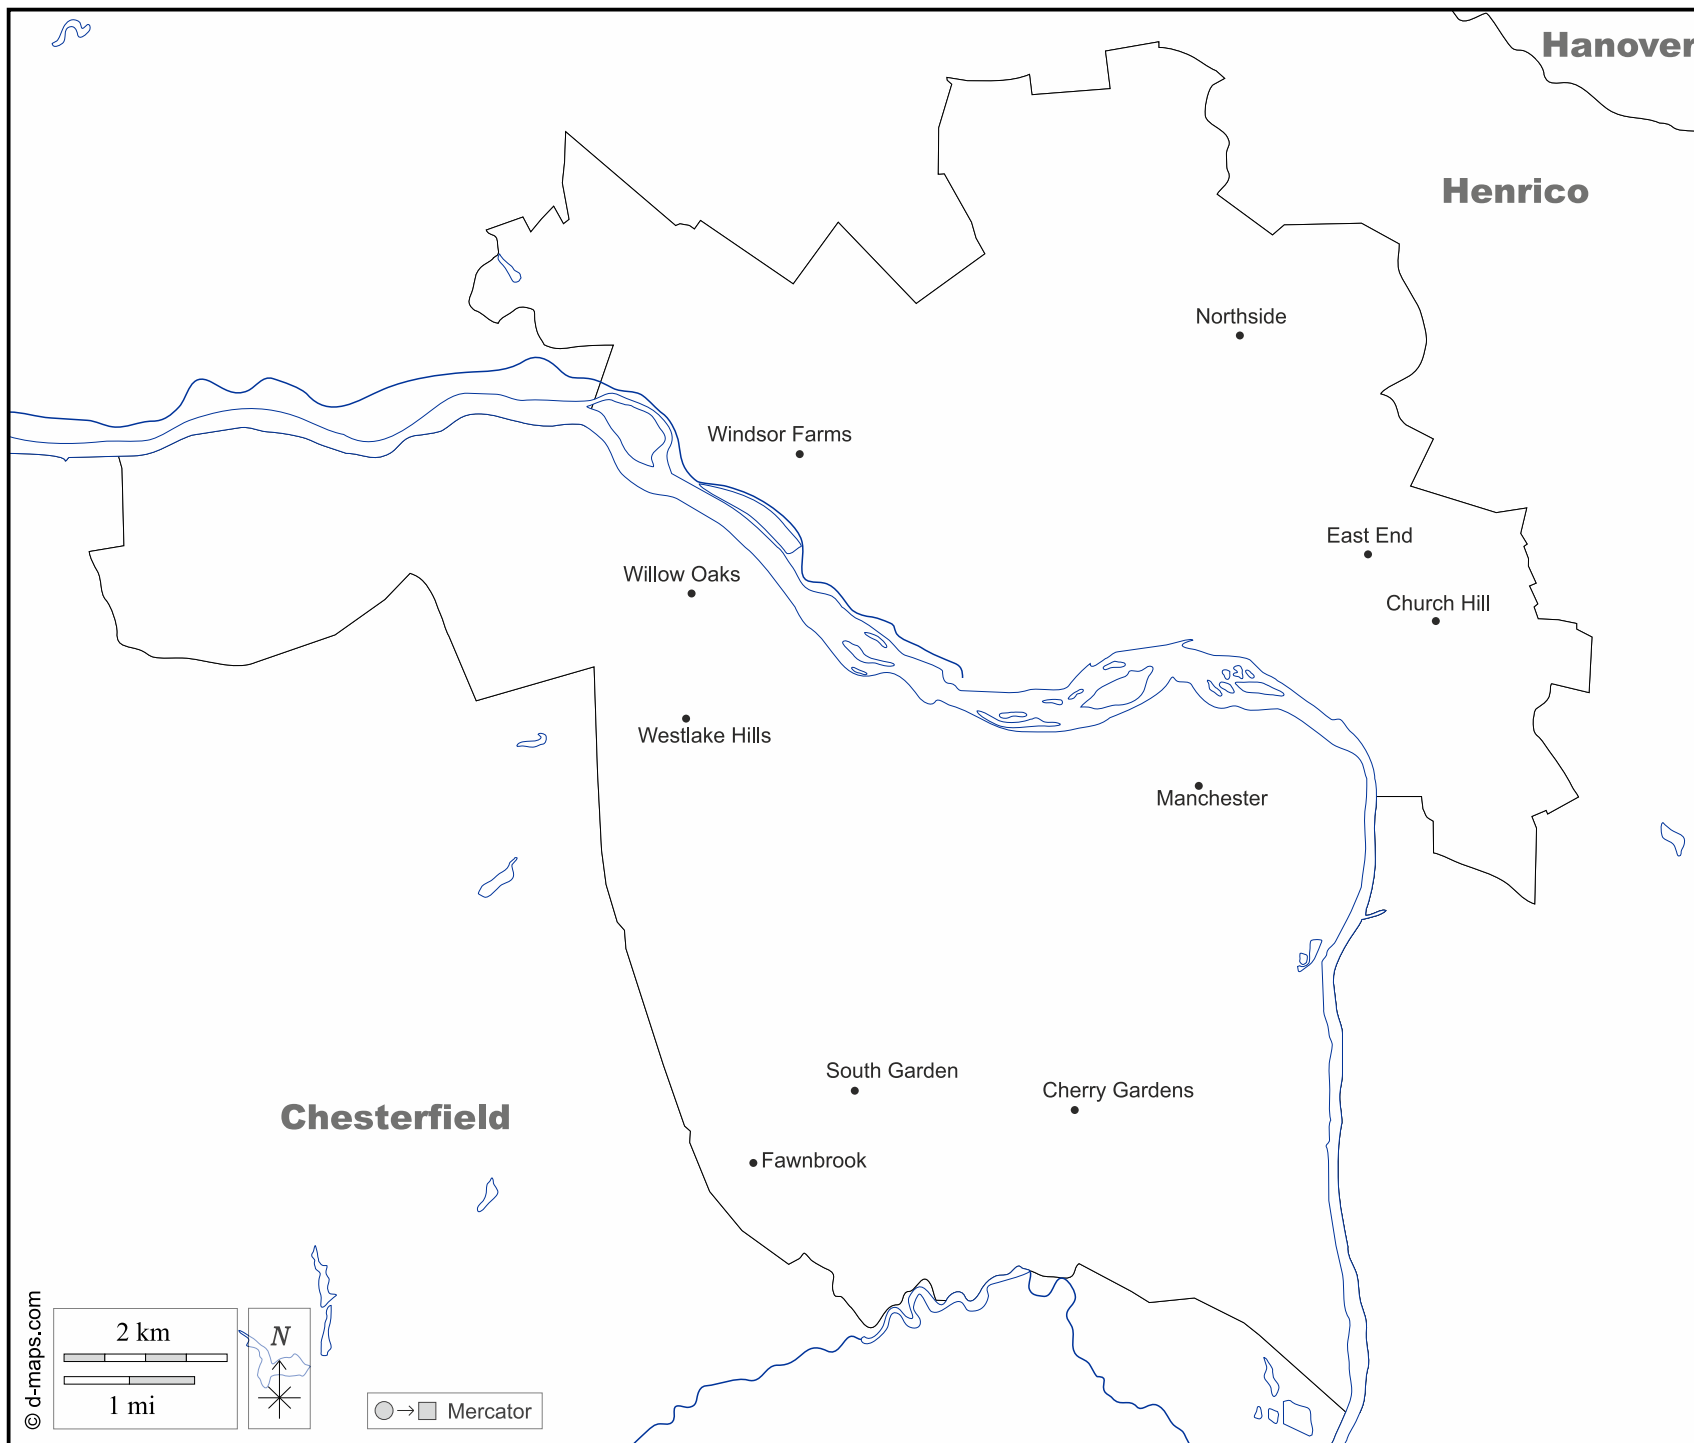 Hanover
Henrico
Northside
Windsor Farms
East End
Willow Oaks
Church Hill
Westlake Hills
Manchester
South Garden
Cherry Gardens
Chesterfield
Fawnbrook
© d-maps.com
2 km
1 mi
N
Mercator